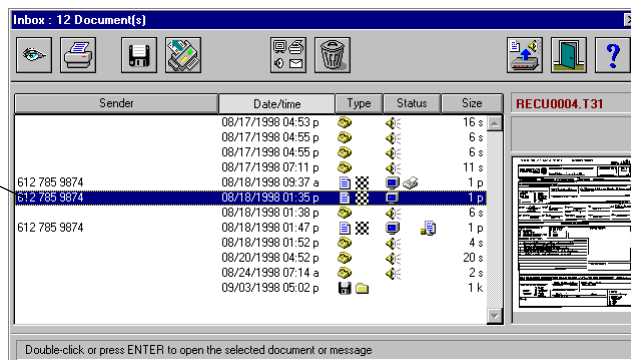 Inbox : 12 Document(s)
?
Sender Date/time Type Status Size RECU0004.T31
08/17/1998 04:53 p 16 s
08/17/1998 04:55 p 6 s
08/17/1998 04:55 p 6 s
08/17/1998 07:11 p 11 s
612 785 9874 08/18/1998 09:37 a 1 p
612 785 9874 08/18/1998 01:35 p 1 p
08/18/1998 01:38 p 6 s
612 785 9874 08/18/1998 01:47 p 1 p
08/18/1998 01:52 p 4 s
08/20/1998 04:52 p 20 s
08/24/1998 07:14 a 2 s
09/03/1998 05:02 p 1 k
Double-click or press ENTER to open the selected document or message